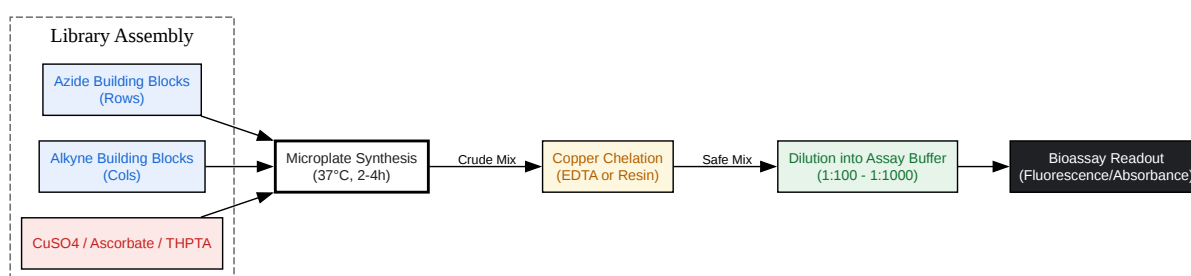 Library Assembly
Azide Building Blocks
(Rows)
Alkyne Building Blocks
(Cols)
CuSO4 / Ascorbate / THPTA
Microplate Synthesis
(37°C, 2-4h)
Crude Mix
Copper Chelation
(EDTA or Resin)
Safe Mix
Dilution into Assay Buffer
(1:100 - 1:1000)
Bioassay Readout
(Fluorescence/Absorbance)